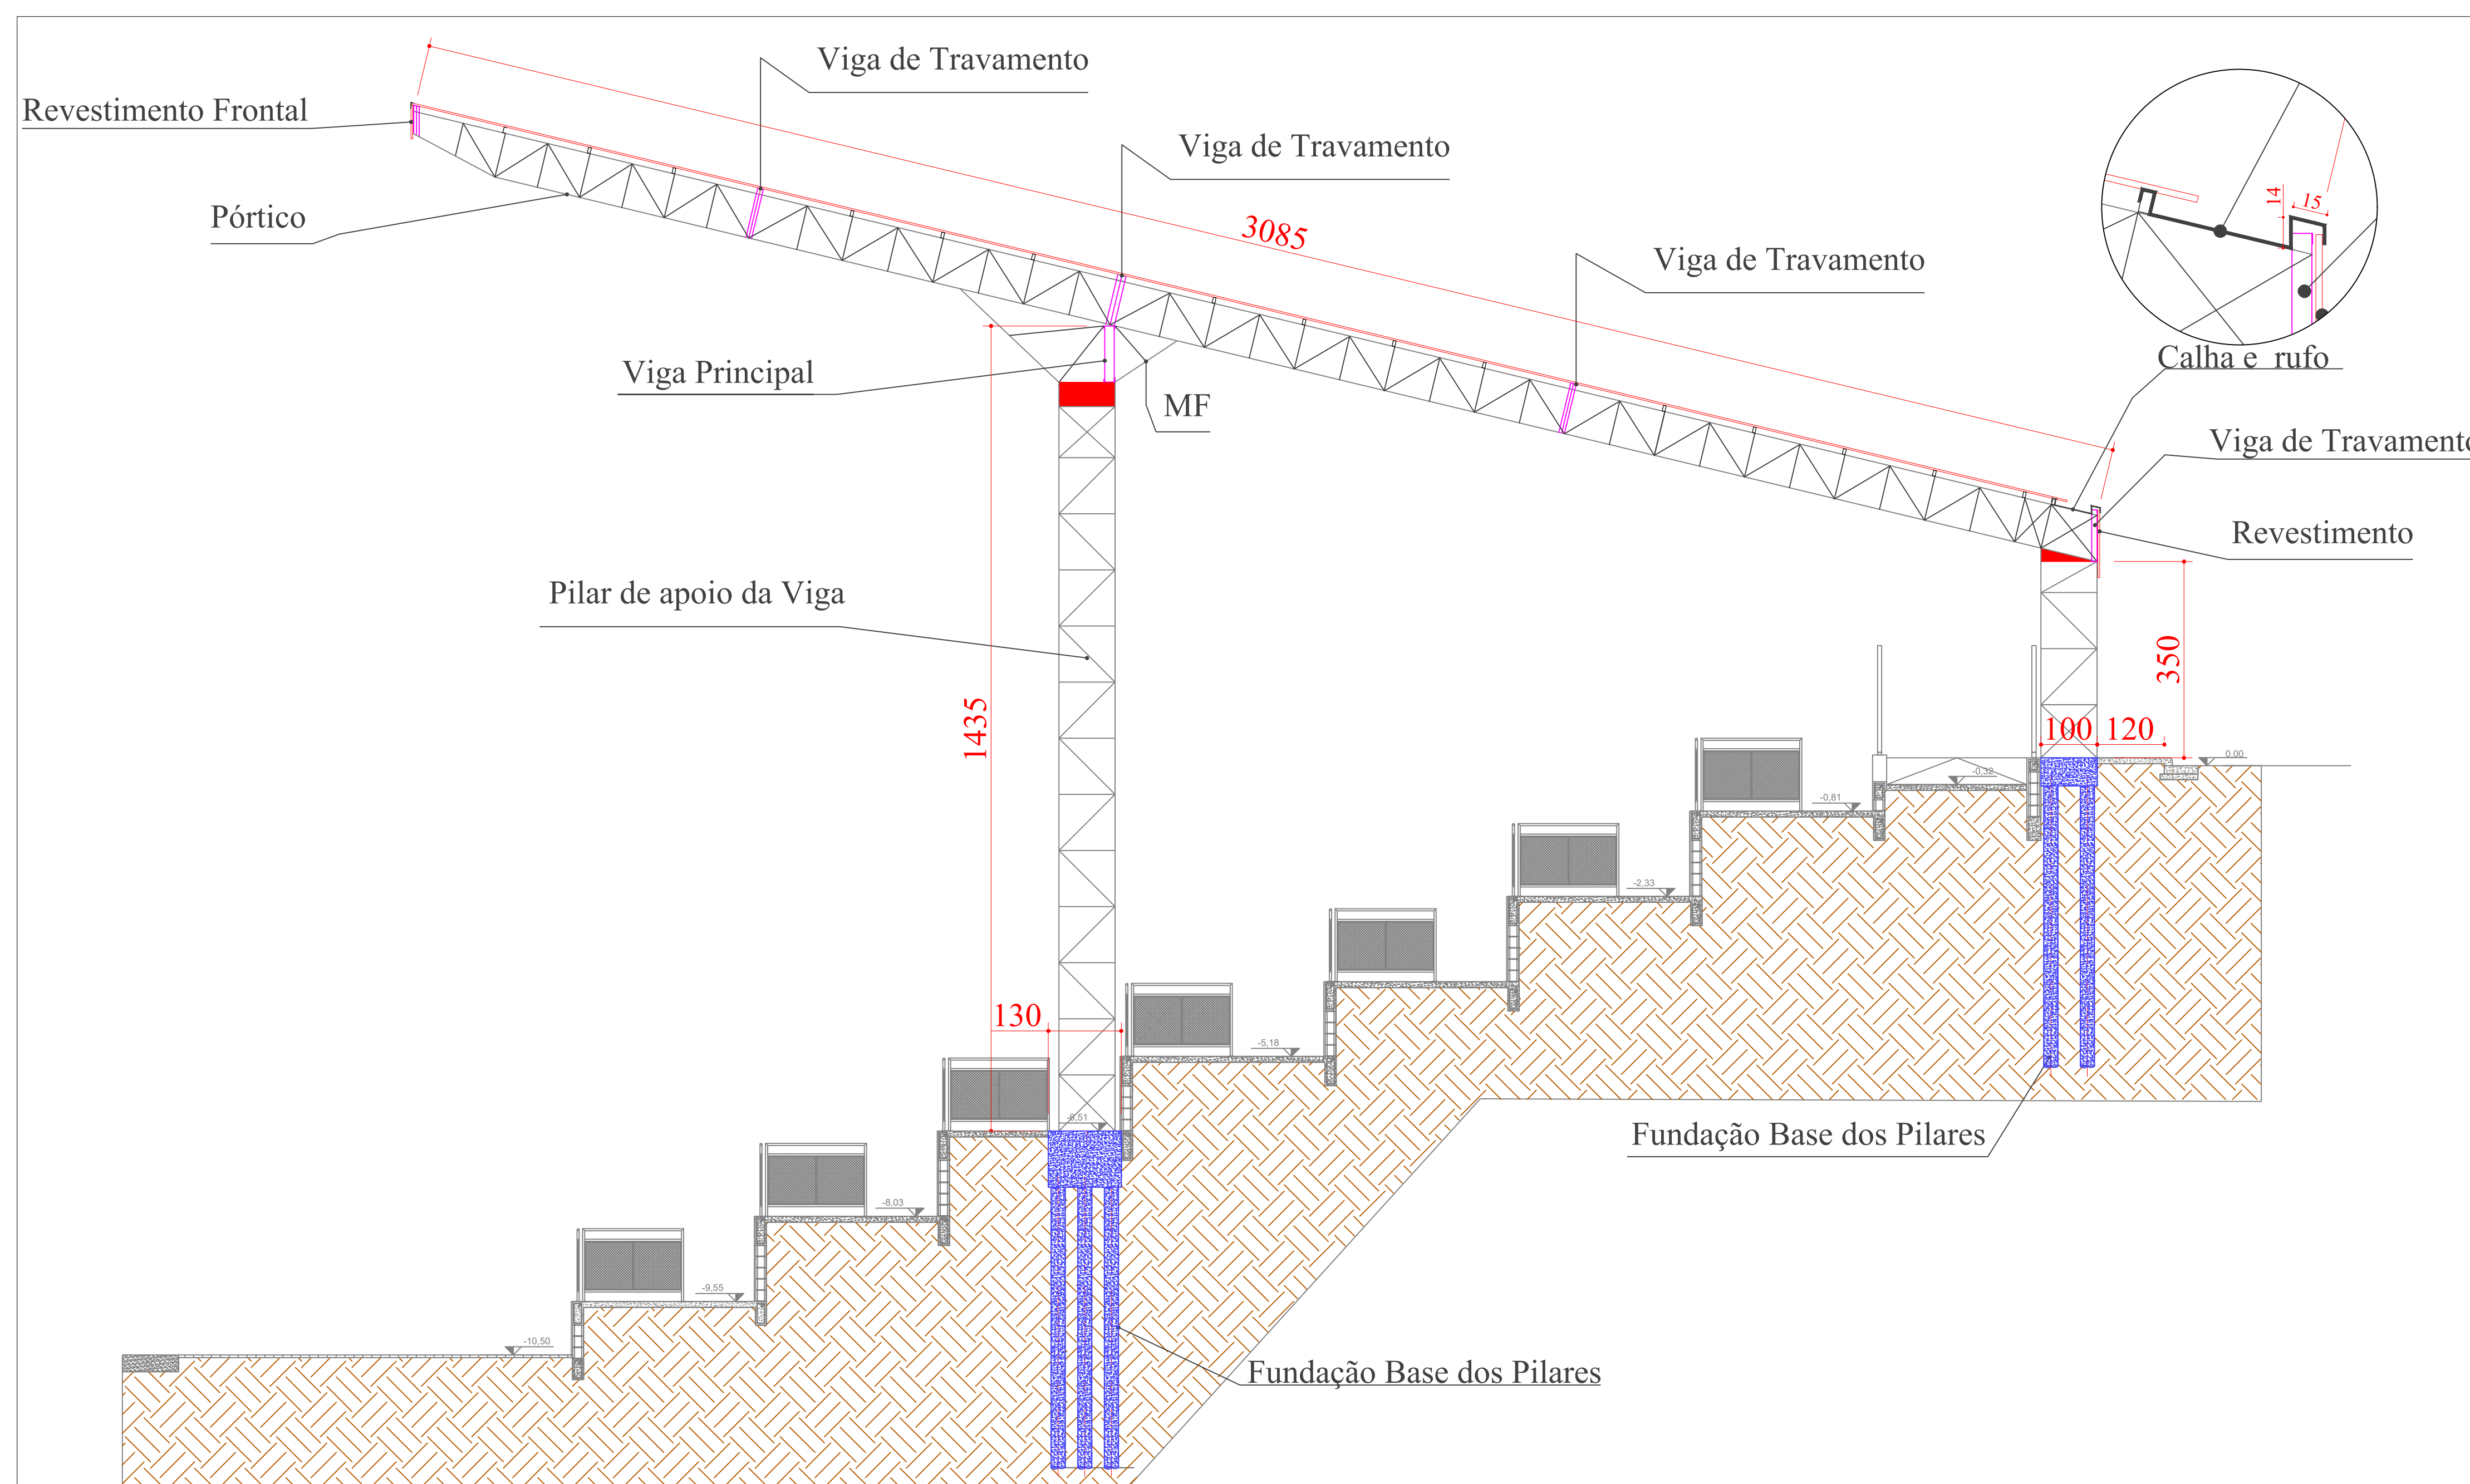 Viga de Travamento
Revestimento Frontal
Viga de Travamento
14
15
Pórtico
3085
Viga de Travamento
Calha e rufo
Viga Principal
MF
Viga de Travamento
Revestimento
Pilar de apoio da Viga
350
1435
100
120
0.00
-0,32
-0,81
-2,33
130
-5,18
-6,51
Fundação Base dos Pilares
-8,03
-9,55
-10,50
Fundação Base dos Pilares